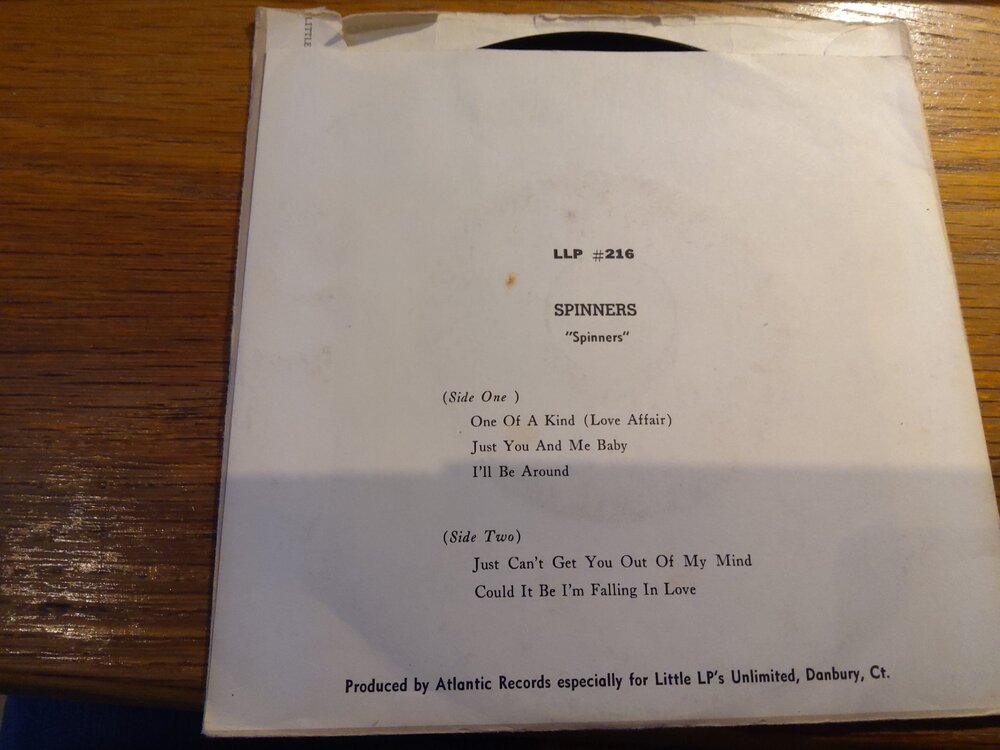 LITTLE
LLP #216
SPINNERS
"Spinners"
(Side One )
One Of A Kind (Love Affair)
Just You And Me Baby
I'll Be Around
(Side Two)
Just Can't Get You Out Of My Mind
Could It Be I'm Falling In Love
Produced by Atlantic Records especially for Little LP's Unlimited, Danbury, Ct.